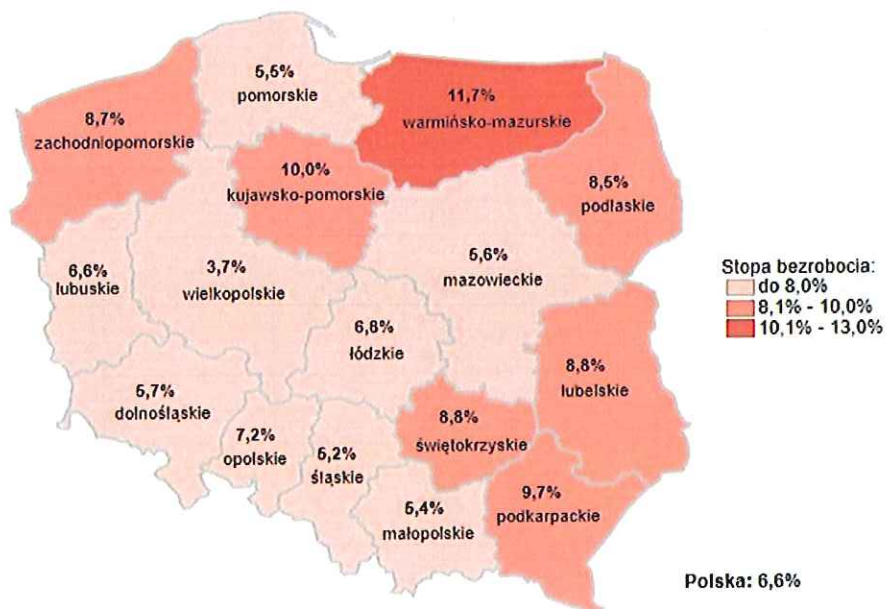 5,5%
pomorskie
11,7%
warmińsko-mazurskie
8,7%
zachodniopomorskie
10,0%
kujawsko-pomorskie
8,5%
podlaskie
5,6%
mazowieckie
6,6%
lubuskie
3,7%
wielkopolskie
Stopa bezrobocia:
do 8,0%
8,1% - 10,0%
10,1% - 13,0%
6,8%
łódzkie
8,8%
lubelskie
5,7%
dolnośląskie
8,8%
świętokrzyskie
7,2%
opolskie
5,2%
śląskie
9,7%
podkarpackie
5,4%
małopolskie
Polska: 6,6%